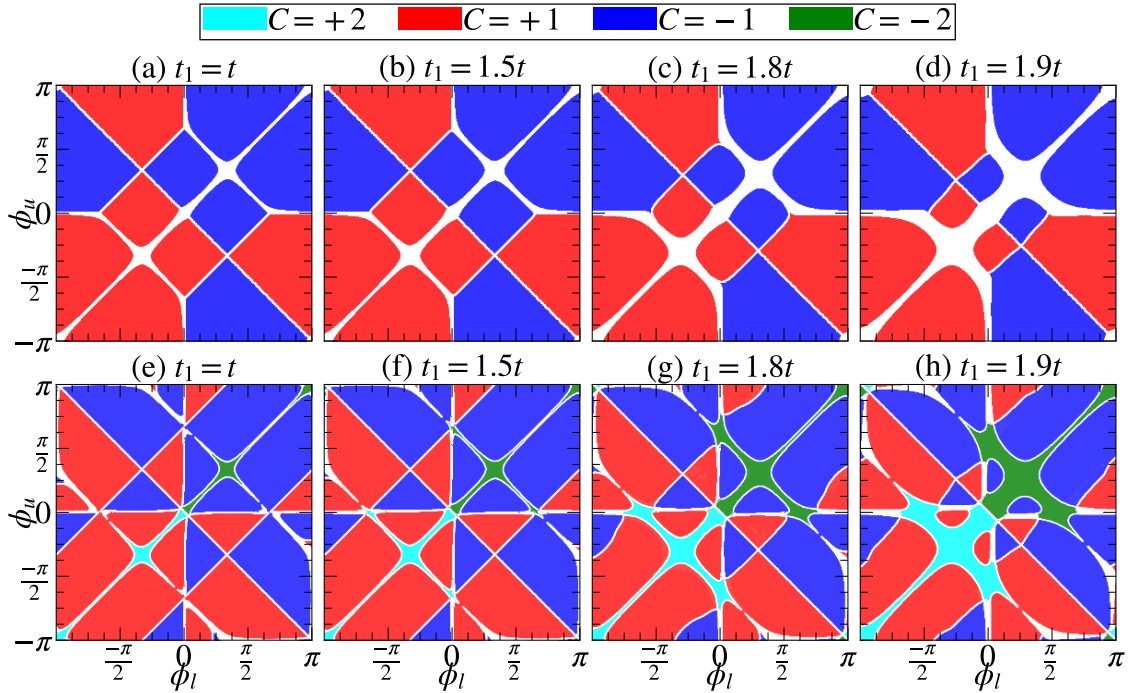 C = +2 C = +1 C = −1 C = −2
(a) t₁ = t (b) t₁ = 1.5t (c) t₁ = 1.8t (d) t₁ = 1.9t
π
π/2
ϕᵤ 0
−π/2
−π
(e) t₁ = t (f) t₁ = 1.5t (g) t₁ = 1.8t (h) t₁ = 1.9t
π
π/2
ϕᵤ 0
−π/2
−π
−π/2 0 π/2 π −π/2 0 π/2 π −π/2 0 π/2 π −π/2 0 π/2 π
ϕₗ ϕₗ ϕₗ ϕₗ